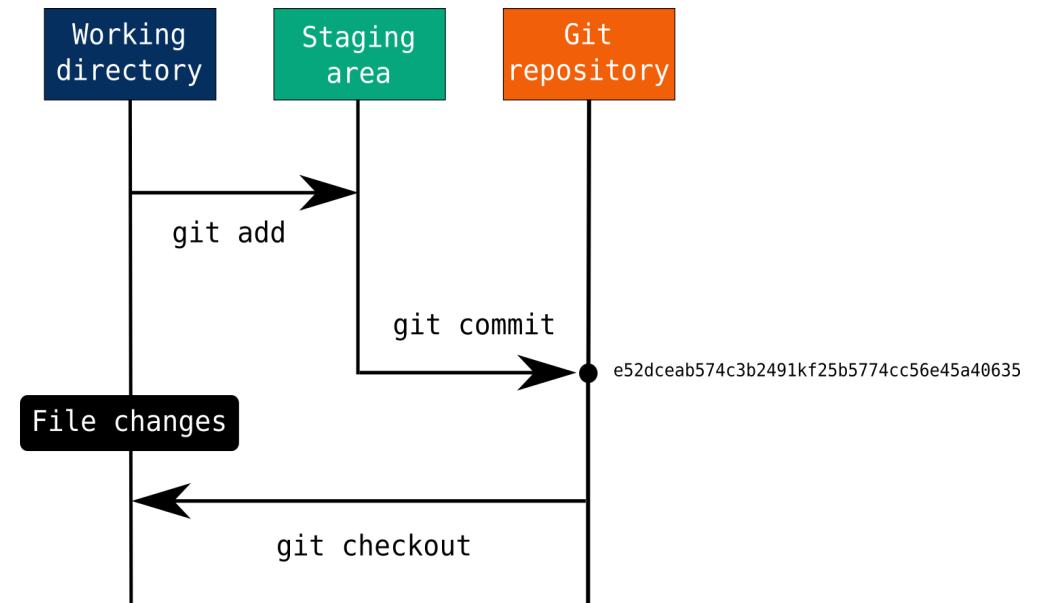 Working
directory
Staging
area
Git
repository
git add
git commit
e52dceab574c3b2491kf25b5774cc56e45a40635
File changes
git checkout